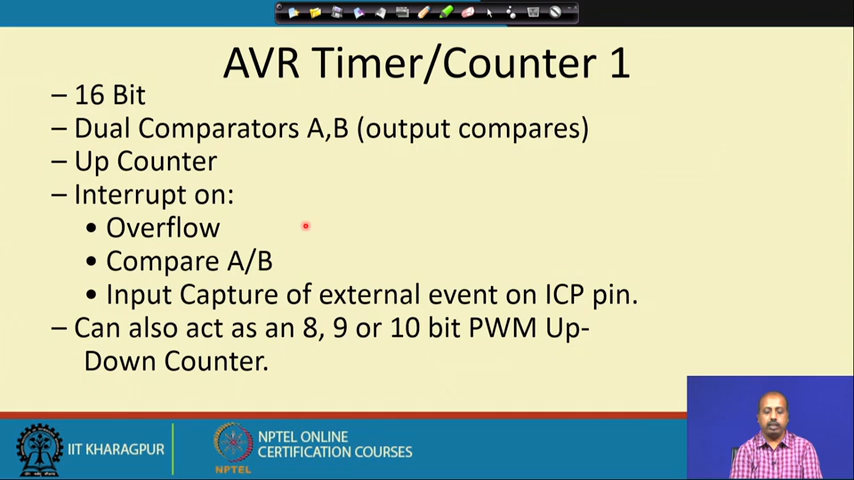 AVR Timer/Counter 1
– 16 Bit
– Dual Comparators A,B (output compares)
– Up Counter
– Interrupt on:
• Overflow
• Compare A/B
• Input Capture of external event on ICP pin.
– Can also act as an 8, 9 or 10 bit PWM Up-
Down Counter.
IIT KHARAGPUR
NPTEL
NPTEL ONLINE
CERTIFICATION COURSES